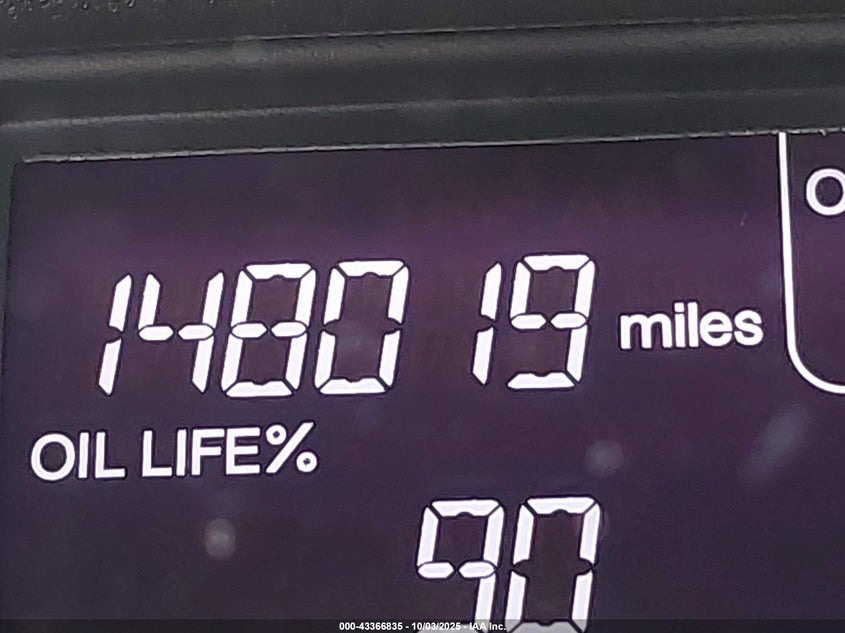 148019 miles
O
OIL LIFE%
90
000-43366835 - 10/03/2025 - IAA Inc.